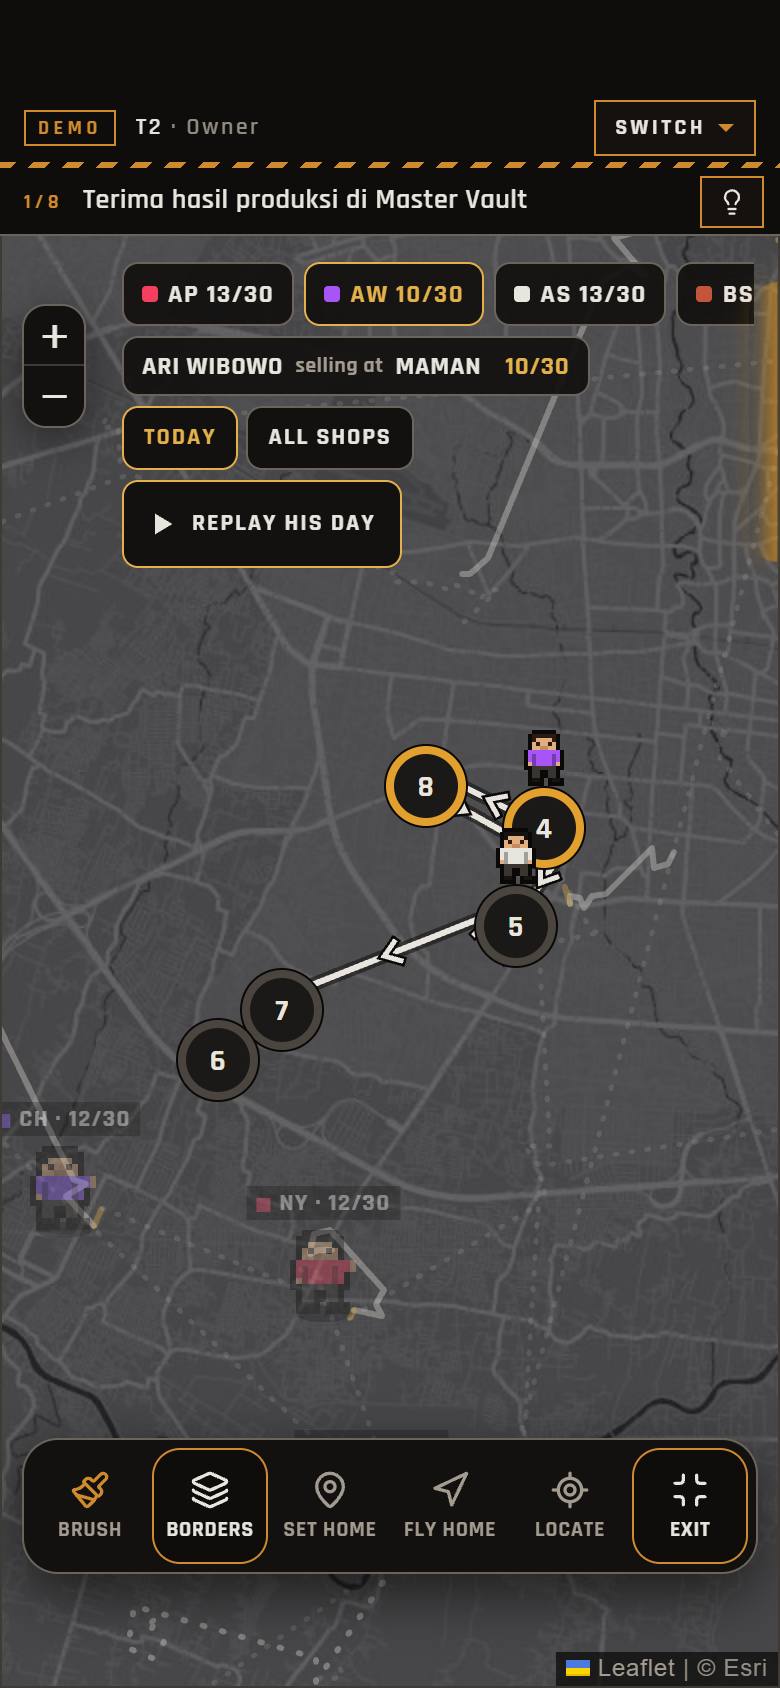 DEMO T2 · Owner SWITCH
1/8 Terima hasil produksi di Master Vault
AP 13/30 AW 10/30 AS 13/30 BS
+
ARI WIBOWO selling at MAMAN 10/30
−
TODAY ALL SHOPS
REPLAY HIS DAY
8
4
5
7
6
CH · 12/30
NY · 12/30
BRUSH BORDERS SET HOME FLY HOME LOCATE EXIT
Leaflet | © Esri